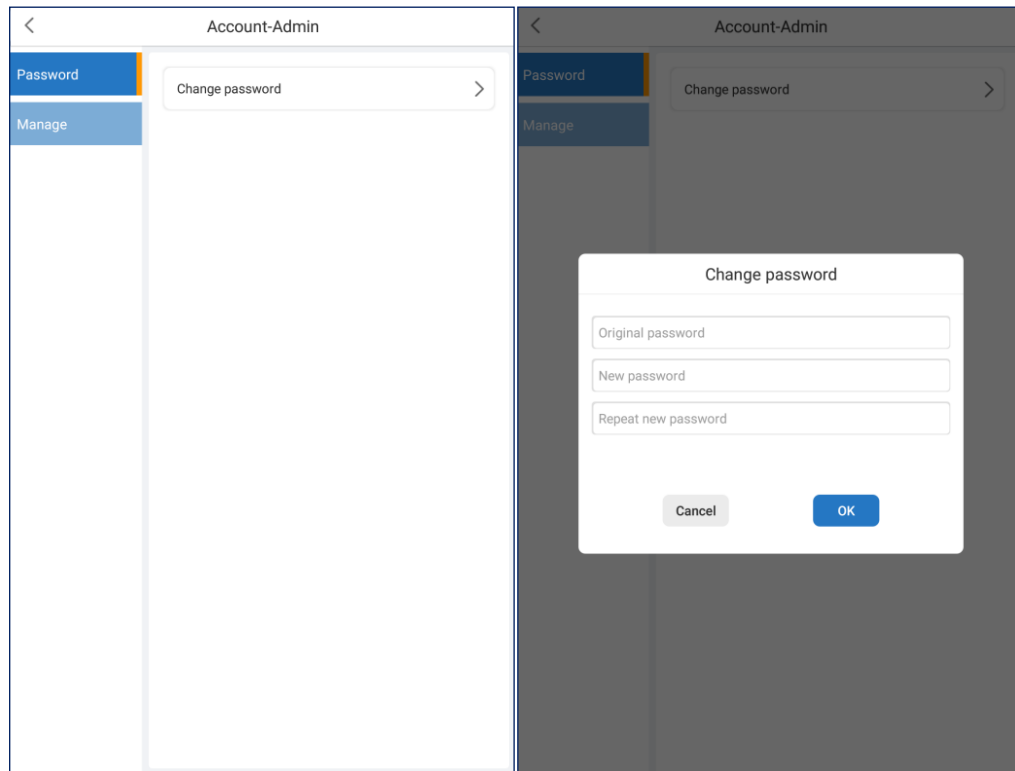 Account-Admin
Password
Manage
Change password
Account-Admin
Password
Manage
Change password
Change password
Original password
New password
Repeat new password
Cancel
OK